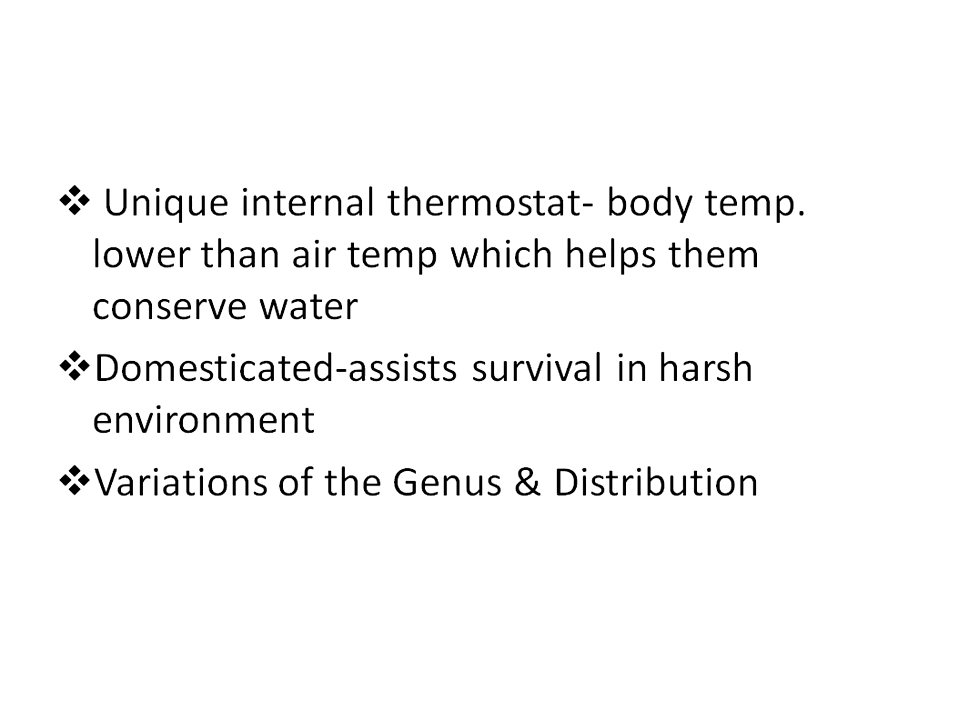 ❖ Unique internal thermostat- body temp.
lower than air temp which helps them
conserve water
❖Domesticated-assists survival in harsh
environment
❖Variations of the Genus & Distribution